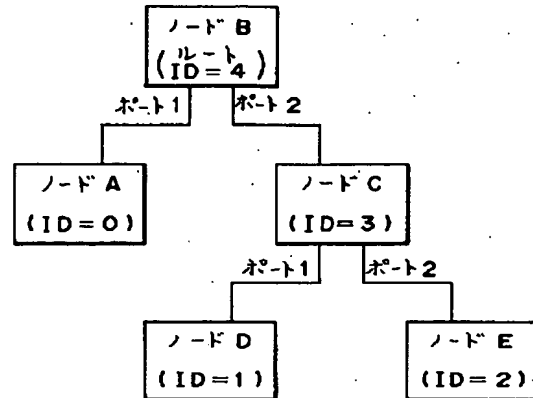 ノード B
(ルート
ID = 4)
ポート 1
ポート 2
ノード A
(ID=0)
ノード C
(ID=3)
ポート1
ポート2
ノード D
(ID=1)
ノード E
(ID=2)